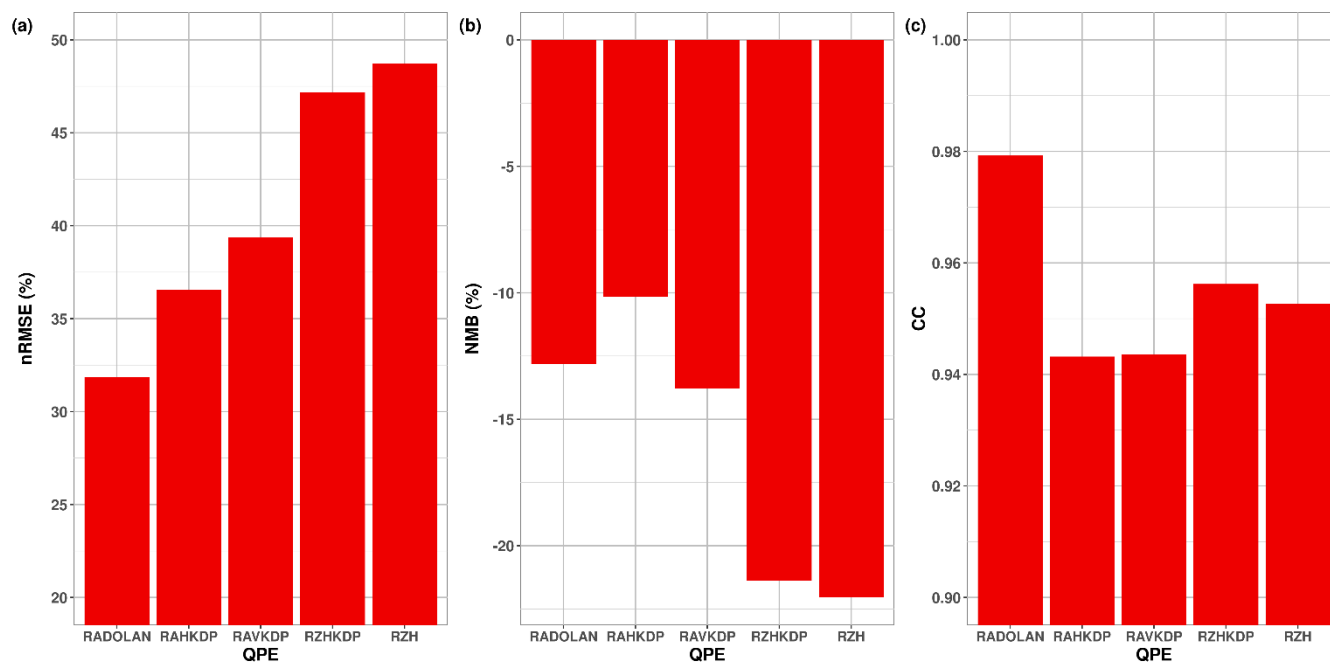 (a)
50
45
40
35
30
25
20
nRMSE (%)
RADOLAN RAHKDP RAVKDP RZHKDP RZH
QPE
(b)
0
-5
-10
-15
-20
NMB (%)
RADOLAN RAHKDP RAVKDP RZHKDP RZH
QPE
(c)
1.00
0.98
0.96
0.94
0.92
0.90
CC
RADOLAN RAHKDP RAVKDP RZHKDP RZH
QPE